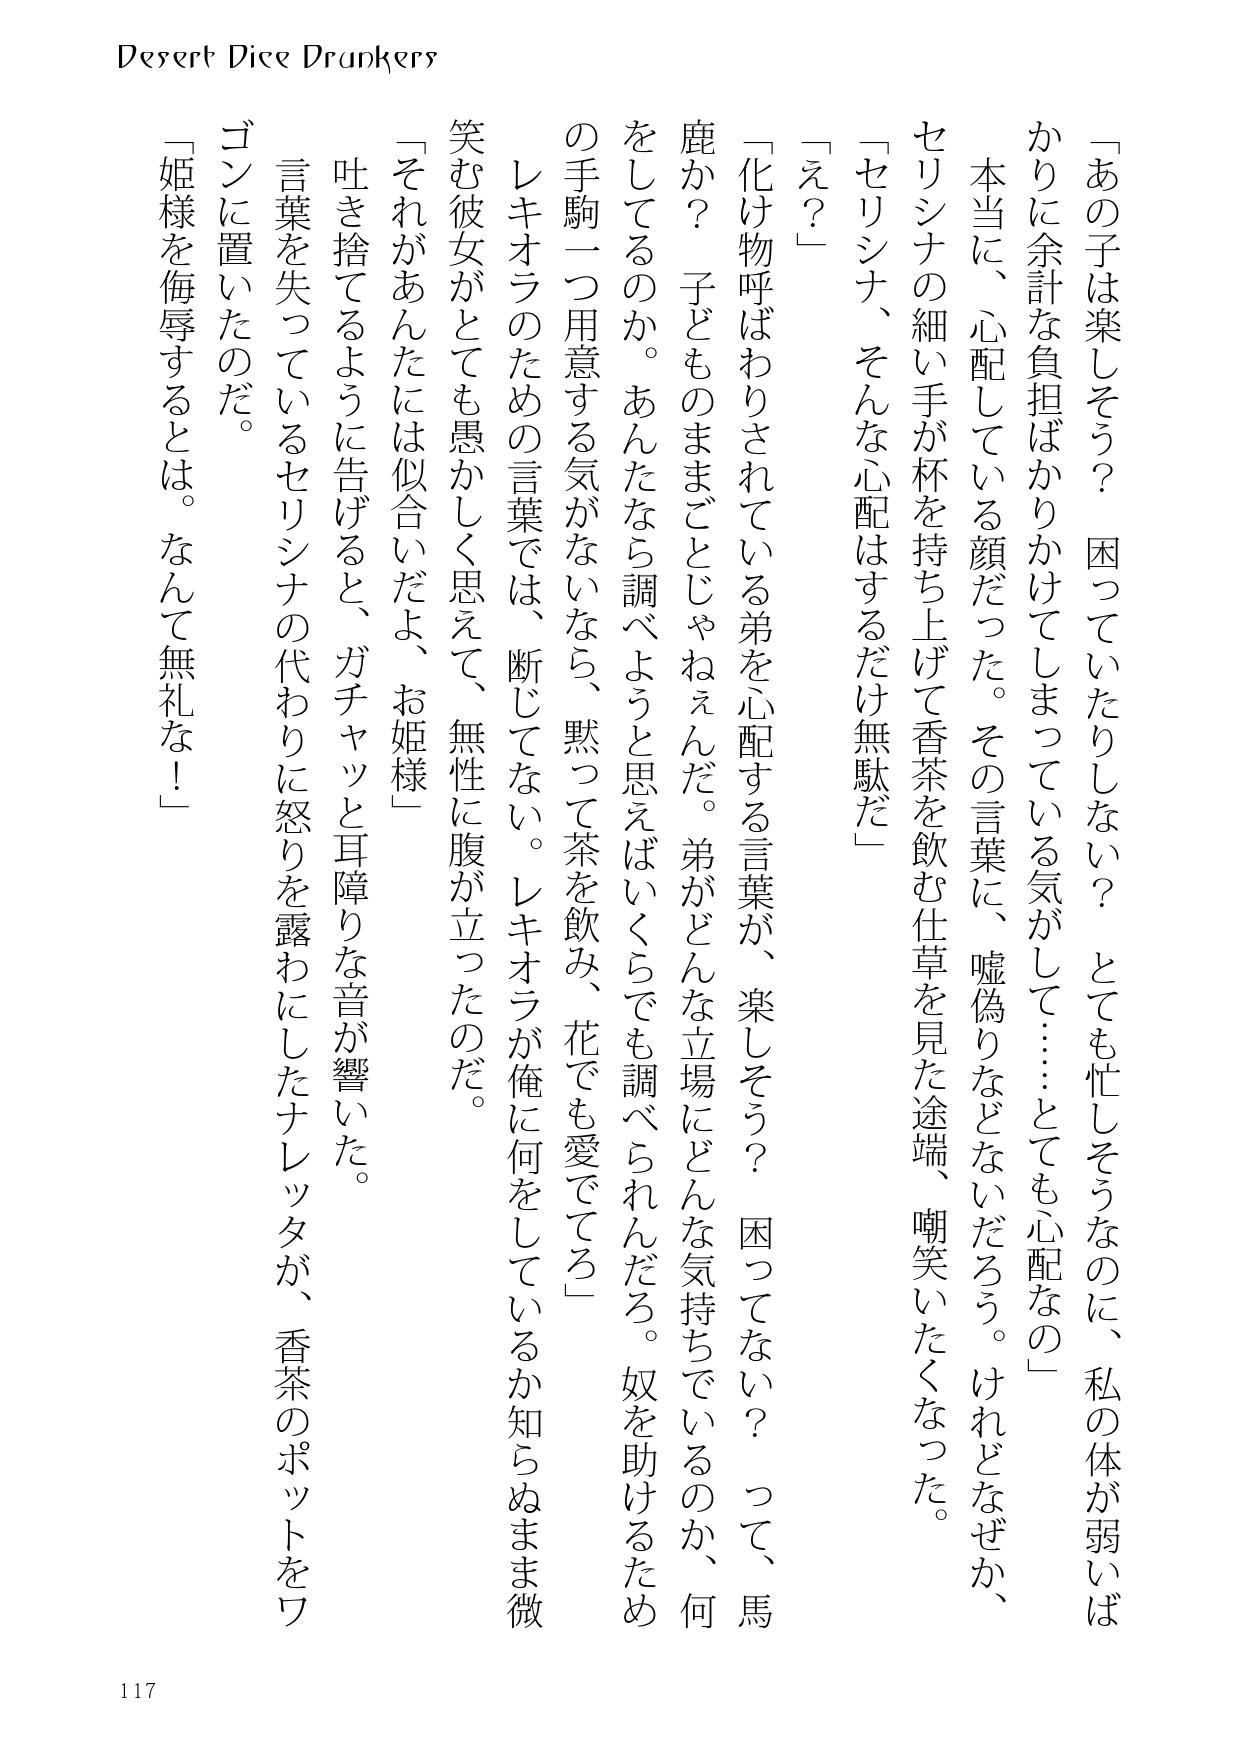 Desert Dice Drunkers
「あの子は楽しそう？　困っていたりしない？　とても忙しそうなのに、私の体が弱いば
かりに余計な負担ばかりかけてしまっている気がして……とても心配なの」
　本当に、心配している顔だった。その言葉に、嘘偽りなどないだろう。けれどなぜか、
セリシナの細い手が杯を持ち上げて香茶を飲む仕草を見た途端、嘲笑いたくなった。
「セリシナ、そんな心配はするだけ無駄だ」
「え？」
「化け物呼ばわりされている弟を心配する言葉が、楽しそう？　困ってない？　って、馬
鹿か？　子どものままごとじゃねぇんだ。弟がどんな立場にどんな気持ちでいるのか、何
をしてるのか。あんたなら調べようと思えばいくらでも調べられんだろ。奴を助けるため
の手駒一つ用意する気がないなら、黙って茶を飲み、花でも愛でてろ」
　レキオラのための言葉では、断じてない。レキオラが俺に何をしているか知らぬまま微
笑む彼女がとても愚かしく思えて、無性に腹が立ったのだ。
「それがあんたには似合いだよ、お姫様」
　吐き捨てるように告げると、ガチャッと耳障りな音が響いた。
　言葉を失っているセリシナの代わりに怒りを露わにしたナレッタが、香茶のポットをワ
ゴンに置いたのだ。
「姫様を侮辱するとは。なんて無礼な！」
117